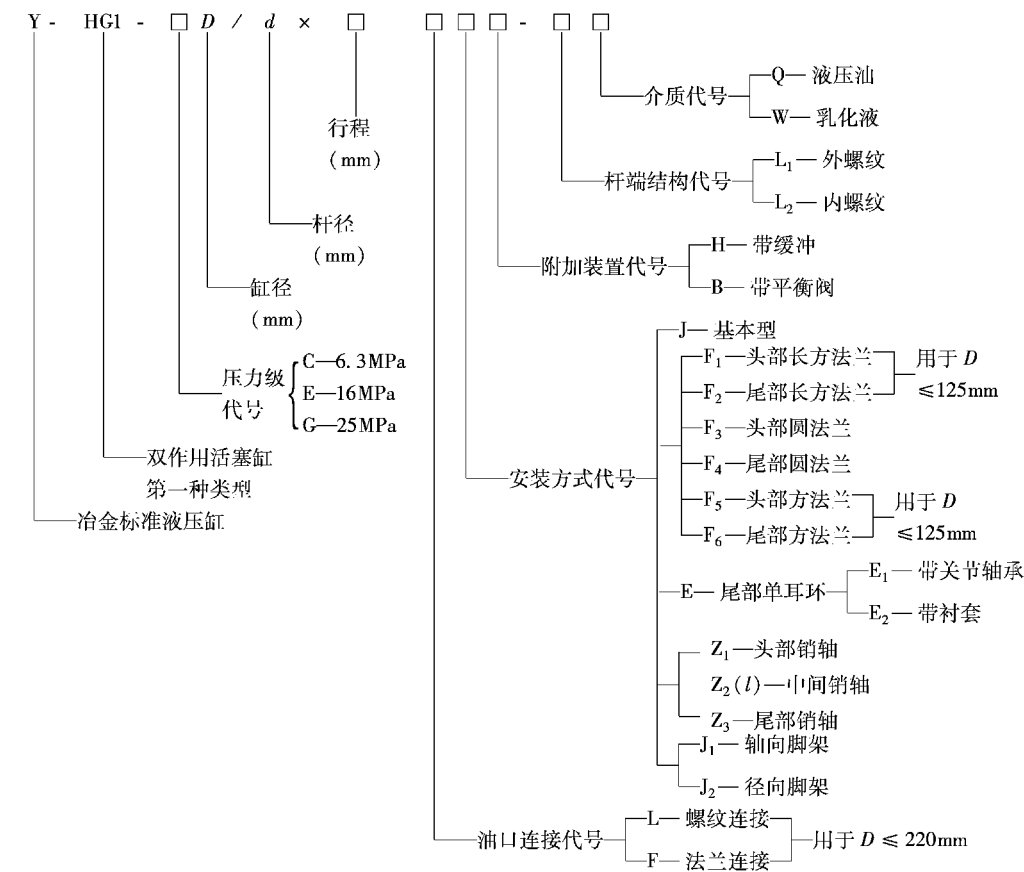 Y - HG1 - □ D / d × □ □ □ □ - □ □
介质代号
Q— 液压油
W— 乳化液
行程
(mm)
杆端结构代号
L₁— 外螺纹
L₂— 内螺纹
杆径
(mm)
附加装置代号
H— 带缓冲
B— 带平衡阀
缸径
(mm)
压力级
代号
C—6.3MPa
E—16MPa
G—25MPa
双作用活塞缸
第一种类型
冶金标准液压缸
安装方式代号
J— 基本型
F₁—头部长方法兰
F₂—尾部长方法兰
用于 D
≤125mm
F₃—头部圆法兰
F₄—尾部圆法兰
F₅—头部方法兰
F₆—尾部方法兰
用于 D
≤125mm
E— 尾部单耳环
E₁— 带关节轴承
E₂— 带衬套
Z₁—头部销轴
Z₂(l)—中间销轴
Z₃—尾部销轴
J₁— 轴向脚架
J₂— 径向脚架
油口连接代号
L— 螺纹连接
F— 法兰连接
用于 D ≤ 220mm